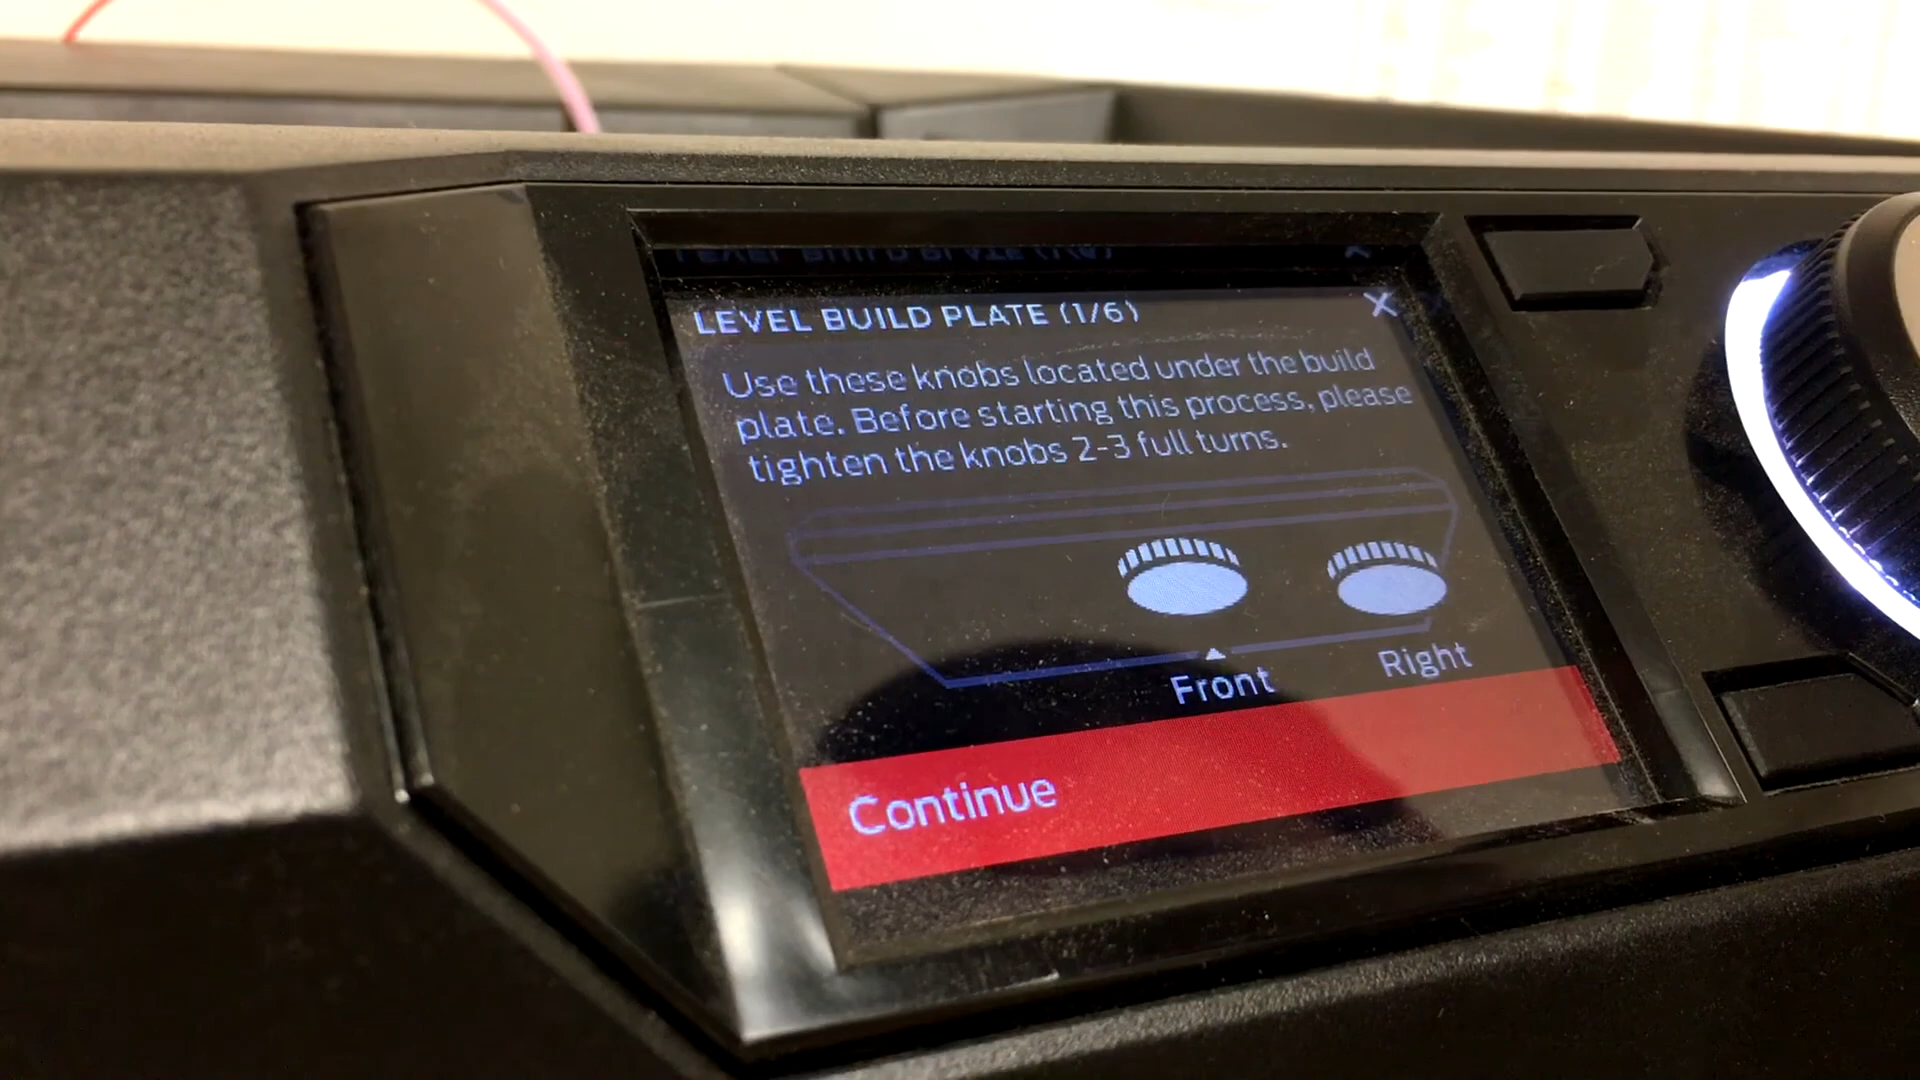 LEVEL BUILD PLATE (1/6)
Use these knobs located under the build
plate. Before starting this process, please
tighten the knobs 2-3 full turns.
Front
Right
Continue